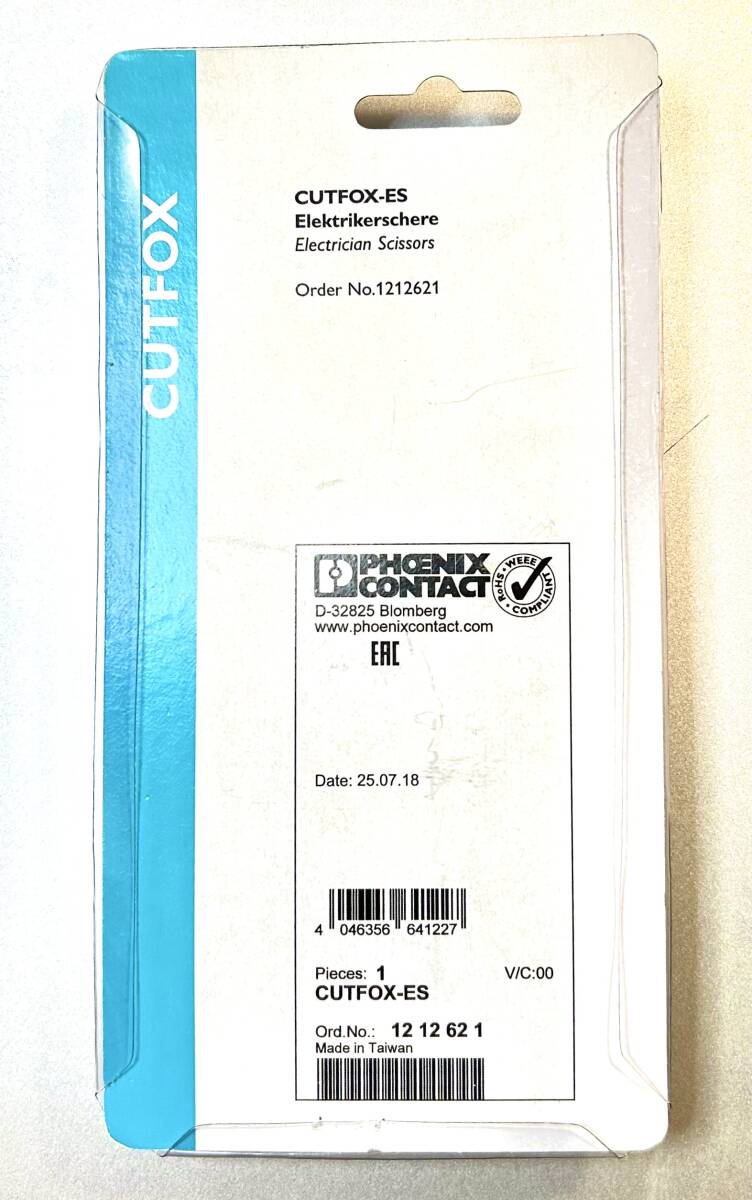 CUTFOX
CUTFOX-ES
Elektrikerschere
Electrician Scissors
Order No.1212621
PHŒNIX
CONTACT
RoHS • WEEE
COMPLIANT
D-32825 Blomberg
www.phoenixcontact.com
EAC
Date: 25.07.18
4 046356 641227
Pieces: 1 V/C:00
CUTFOX-ES
Ord.No.: 12 12 62 1
Made in Taiwan